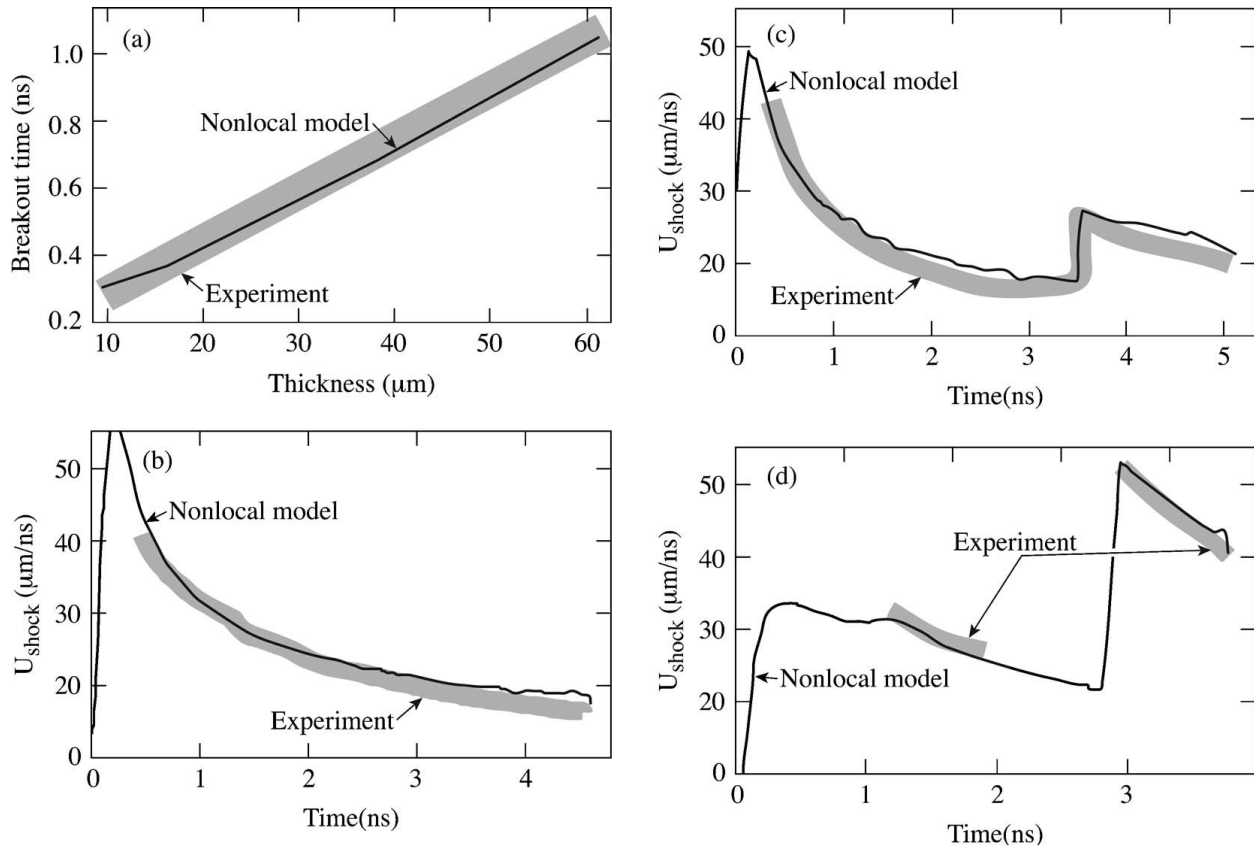 (a)
Breakout time (ns)
1.0
0.8
0.6
0.4
0.2
Nonlocal model
Experiment
10
20
30
40
50
60
Thickness (μm)
(b)
U_shock (μm/ns)
50
40
30
20
10
0
Nonlocal model
Experiment
0
1
2
3
4
Time(ns)
(c)
U_shock (μm/ns)
50
40
30
20
10
0
Nonlocal model
Experiment
0
1
2
3
4
5
Time(ns)
(d)
U_shock (μm/ns)
50
40
30
20
10
0
Experiment
Nonlocal model
0
1
2
3
Time(ns)